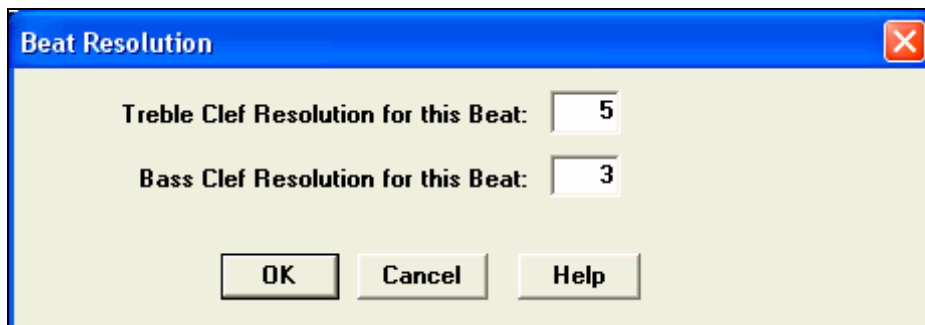 Beat Resolution
Treble Clef Resolution for this Beat: 5
Bass Clef Resolution for this Beat: 3
OK Cancel Help